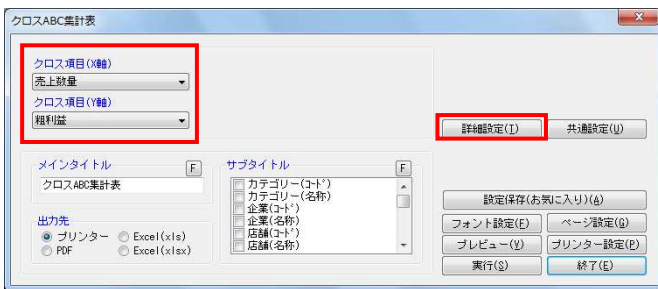 クロスABC集計表
クロス項目(X軸)
売上数量
クロス項目(Y軸)
粗利益
詳細設定(T)
共通設定(U)
メインタイトル
F
クロスABC集計表
サブタイトル
F
カテゴリー(コード)
カテゴリー(名称)
企業(コード)
企業(名称)
店舗(コード)
店舗(名称)
出力先
プリンター
Excel(xls)
PDF
Excel(xlsx)
設定保存(お気に入り)(A)
フォント設定(F)
ページ設定(G)
プレビュー(V)
プリンター設定(P)
実行(S)
終了(E)